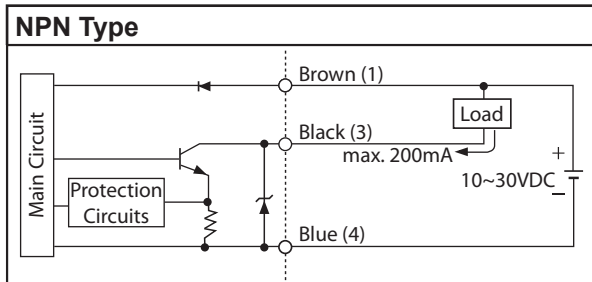 NPN Type
Main Circuit
Brown (1)
Load
Black (3)
max. 200mA
+
10~30VDC
−
Protection
Circuits
Blue (4)